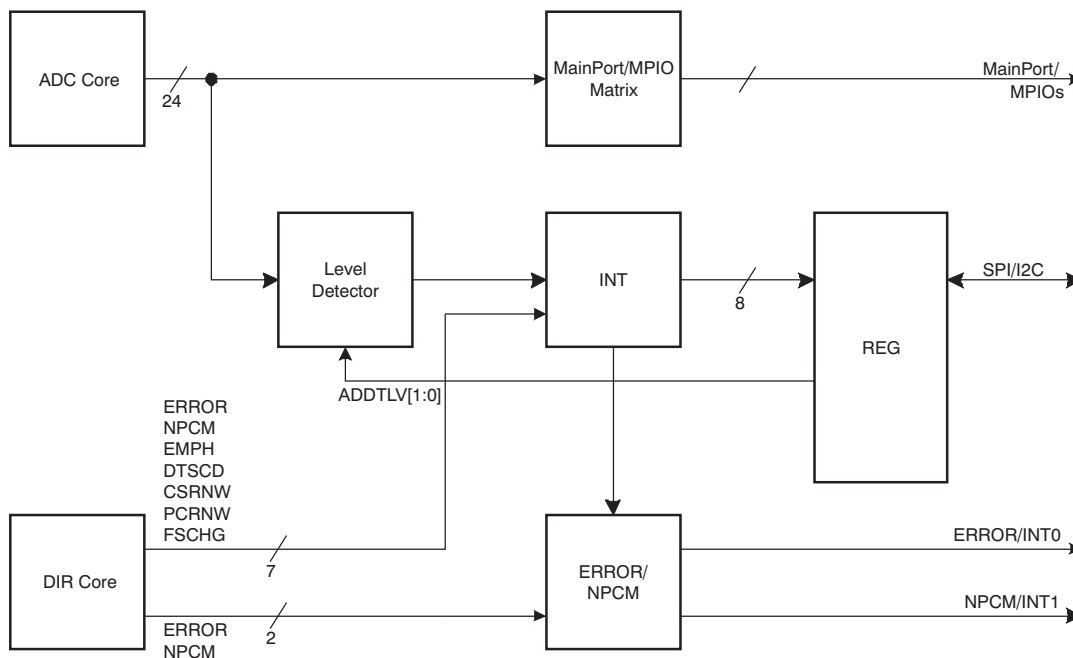 ADC Core
24
MainPort/MPIO
Matrix
MainPort/
MPIOs
Level
Detector
INT
8
REG
SPI/I2C
ADDTLV[1:0]
ERROR
NPCM
EMPH
DTSCD
CSRNW
PCRNW
FSCHG
7
DIR Core
ERROR
NPCM
2
ERROR/
NPCM
ERROR/INT0
NPCM/INT1